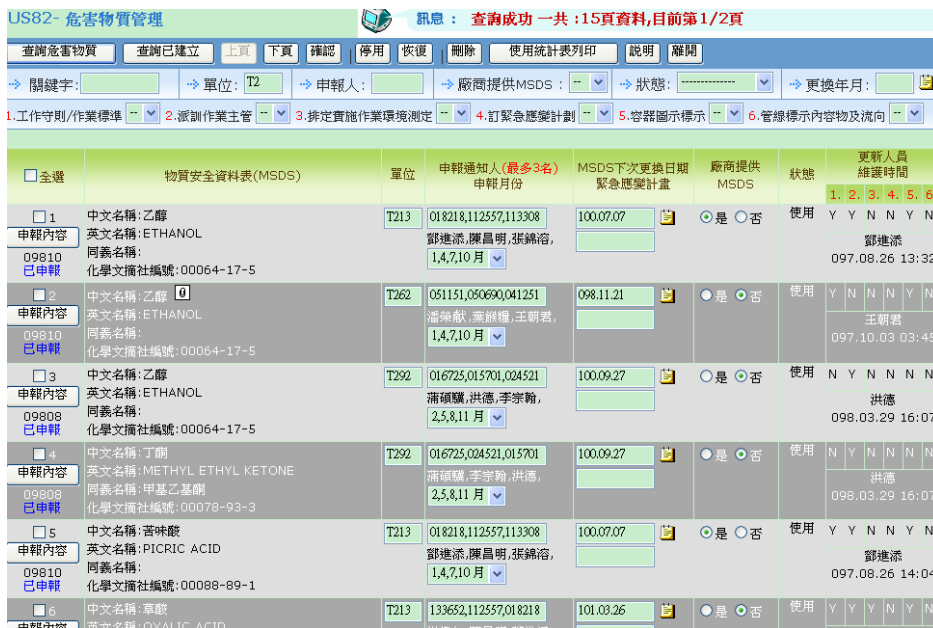 US82- 危害物質管理
訊息 : 查詢成功 一共 :15頁資料,目前第1/2頁
查詢危害物質 查詢已建立 上頁 下頁 確認 停用 恢復 刪除 使用統計表列印 說明 離開
關鍵字: 單位: T2 申報人: 廠商提供MSDS : -- 狀態: ------------- 更換年月:
1.工作守則/作業標準 -- 2.派訓作業主管 -- 3.排定實施作業環境測定 -- 4.訂緊急應變計劃 -- 5.容器圖示標示 -- 6.管線標示內容物及流向 --
全選 物質安全資料表(MSDS) 單位 申報通知人(最多3名) 申報月份 MSDS下次更換日期 緊急應變計畫 廠商提供 MSDS 狀態 更新人員 維護時間
1. 2. 3. 4. 5. 6
1 中文名稱:乙醇 T213 018218,112557,113308 100.07.07 是 否 使用 Y Y N N Y N
申報內容 英文名稱:ETHANOL 鄧進添,陳昌明,張錦溶, 鄧進添
09810 同義名稱: 1,4,7,10 月 097.08.26 13:32
已申報 化學文摘社編號:00064-17-5
2 中文名稱:乙醇 T262 051151,050690,041251 098.11.21 是 否 使用 Y N N N Y N
申報內容 英文名稱:ETHANOL 王朝君,
09810 同義名稱: 1,4,7,10 月 王朝君
已申報 化學文摘社編號:00064-17-5 097.10.03 03:45
3 中文名稱:乙醇 T292 016725,015701,024521 100.09.27 是 否 使用 N Y N N N N
申報內容 英文名稱:ETHANOL 蒲碩驥,洪德,李宗翰, 洪德
09808 同義名稱: 2,5,8,11 月 098.03.29 16:07
已申報 化學文摘社編號:00064-17-5
4 中文名稱:丁酮 T292 016725,024521,015701 100.09.27 是 否 使用 N Y N N N N
申報內容 英文名稱:METHYL ETHYL KETONE 蒲碩驥,李宗翰,洪德, 洪德
09808 同義名稱:甲基乙基酮 2,5,8,11 月 098.03.29 16:07
已申報 化學文摘社編號:00078-93-3
5 中文名稱:苦味酸 T213 018218,112557,113308 100.07.07 是 否 使用 Y Y N N Y N
申報內容 英文名稱:PICRIC ACID 鄧進添,陳昌明,張錦溶, 鄧進添
09810 同義名稱: 1,4,7,10 月 097.08.26 14:04
已申報 化學文摘社編號:00088-89-1
6 中文名稱:草酸 T213 133652,112557,018218 101.03.26 是 否 使用 Y Y Y N Y N
申報內容 英文名稱:OXALIC ACID